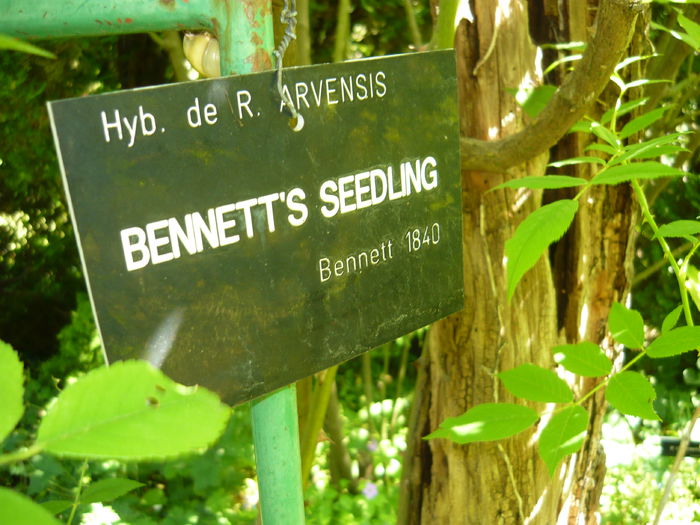 Hyb. de R. ARVENSIS
BENNETT'S SEEDLING
Bennett 1840